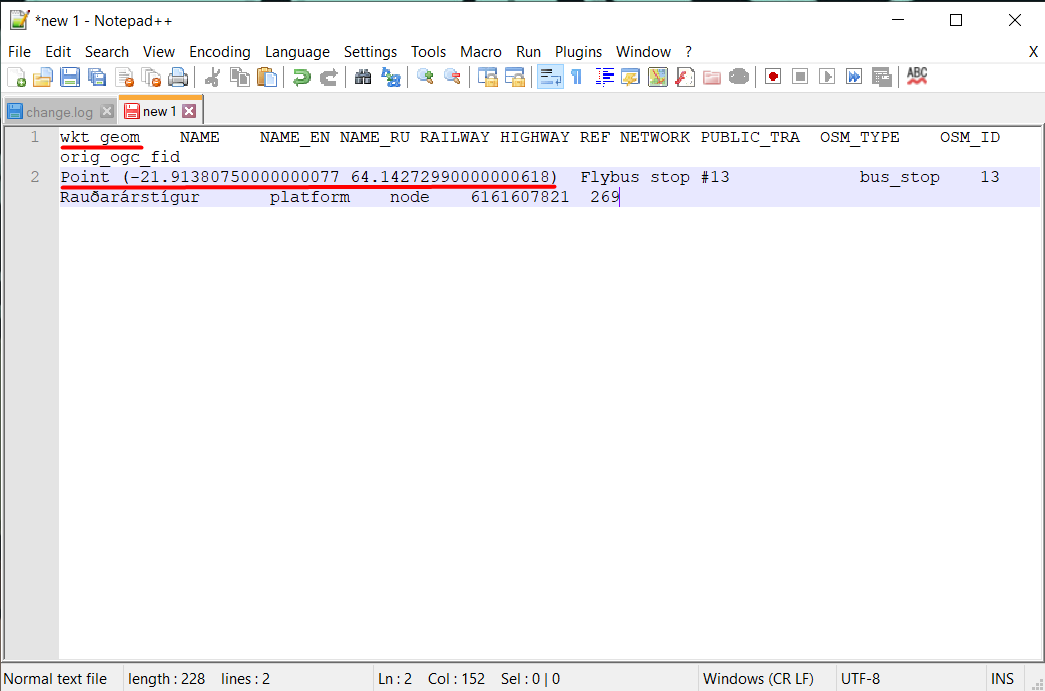 *new 1 - Notepad++
File Edit Search View Encoding Language Settings Tools Macro Run Plugins Window ? X
ABC
change.log new 1
1 wkt_geom NAME NAME_EN NAME_RU RAILWAY HIGHWAY REF NETWORK PUBLIC_TRA OSM_TYPE OSM_ID
orig_ogc_fid
2 Point (-21.91380750000000077 64.14272990000000618) Flybus stop #13 bus_stop 13
Rauðarárstígur platform node 6161607821 269
Normal text file length : 228 lines : 2 Ln : 2 Col : 152 Sel : 0 | 0 Windows (CR LF) UTF-8 INS